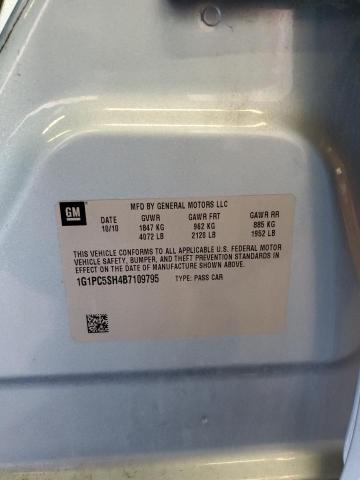 GM
MFD BY GENERAL MOTORS LLC
DATE GVWR GAWR FRT GAWR RR
10/10 1847 KG 962 KG 885 KG
4072 LB 2120 LB 1952 LB
THIS VEHICLE CONFORMS TO ALL APPLICABLE U.S. FEDERAL MOTOR
VEHICLE SAFETY, BUMPER, AND THEFT PREVENTION STANDARDS IN
EFFECT ON THE DATE OF MANUFACTURE SHOWN ABOVE.
1G1PC5SH4B7109795 TYPE: PASS CAR